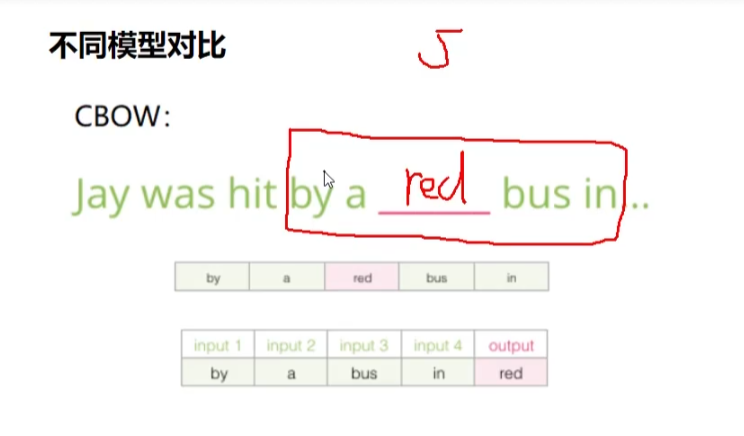 不同模型对比 5
CBOW:
Jay was hit by a red bus in..
by a red bus in
input 1 input 2 input 3 input 4 output
by a bus in red